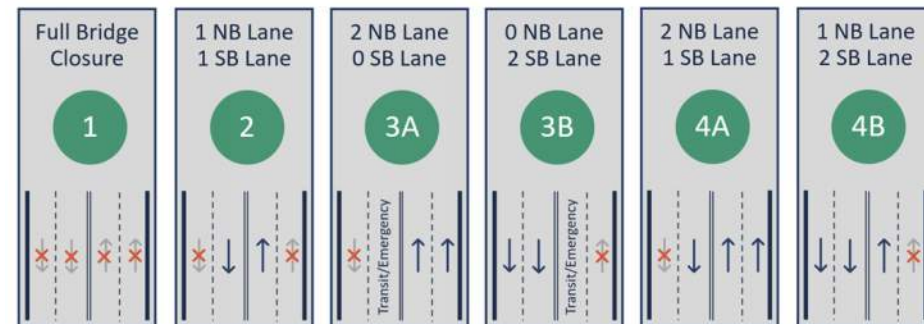 Full Bridge
Closure
1
1 NB Lane
1 SB Lane
2
2 NB Lane
0 SB Lane
3A
Transit/Emergency
0 NB Lane
2 SB Lane
3B
Transit/Emergency
2 NB Lane
1 SB Lane
4A
1 NB Lane
2 SB Lane
4B